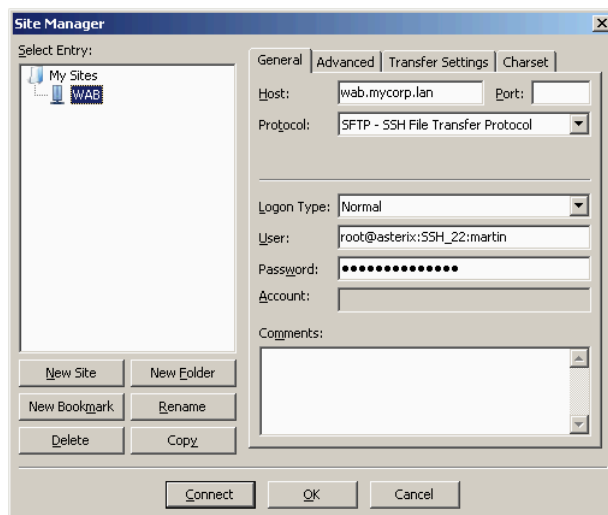 Site Manager
Select Entry:
My Sites
WAB
New Site
New Folder
New Bookmark
Rename
Delete
Copy
General
Advanced
Transfer Settings
Charset
Host:
wab.mycorp.lan
Port:
Protocol:
SFTP - SSH File Transfer Protocol
Logon Type:
Normal
User:
root@asterix:SSH_22:martin
Password:
●●●●●●●●●●●●●●
Account:
Comments:
Connect
OK
Cancel